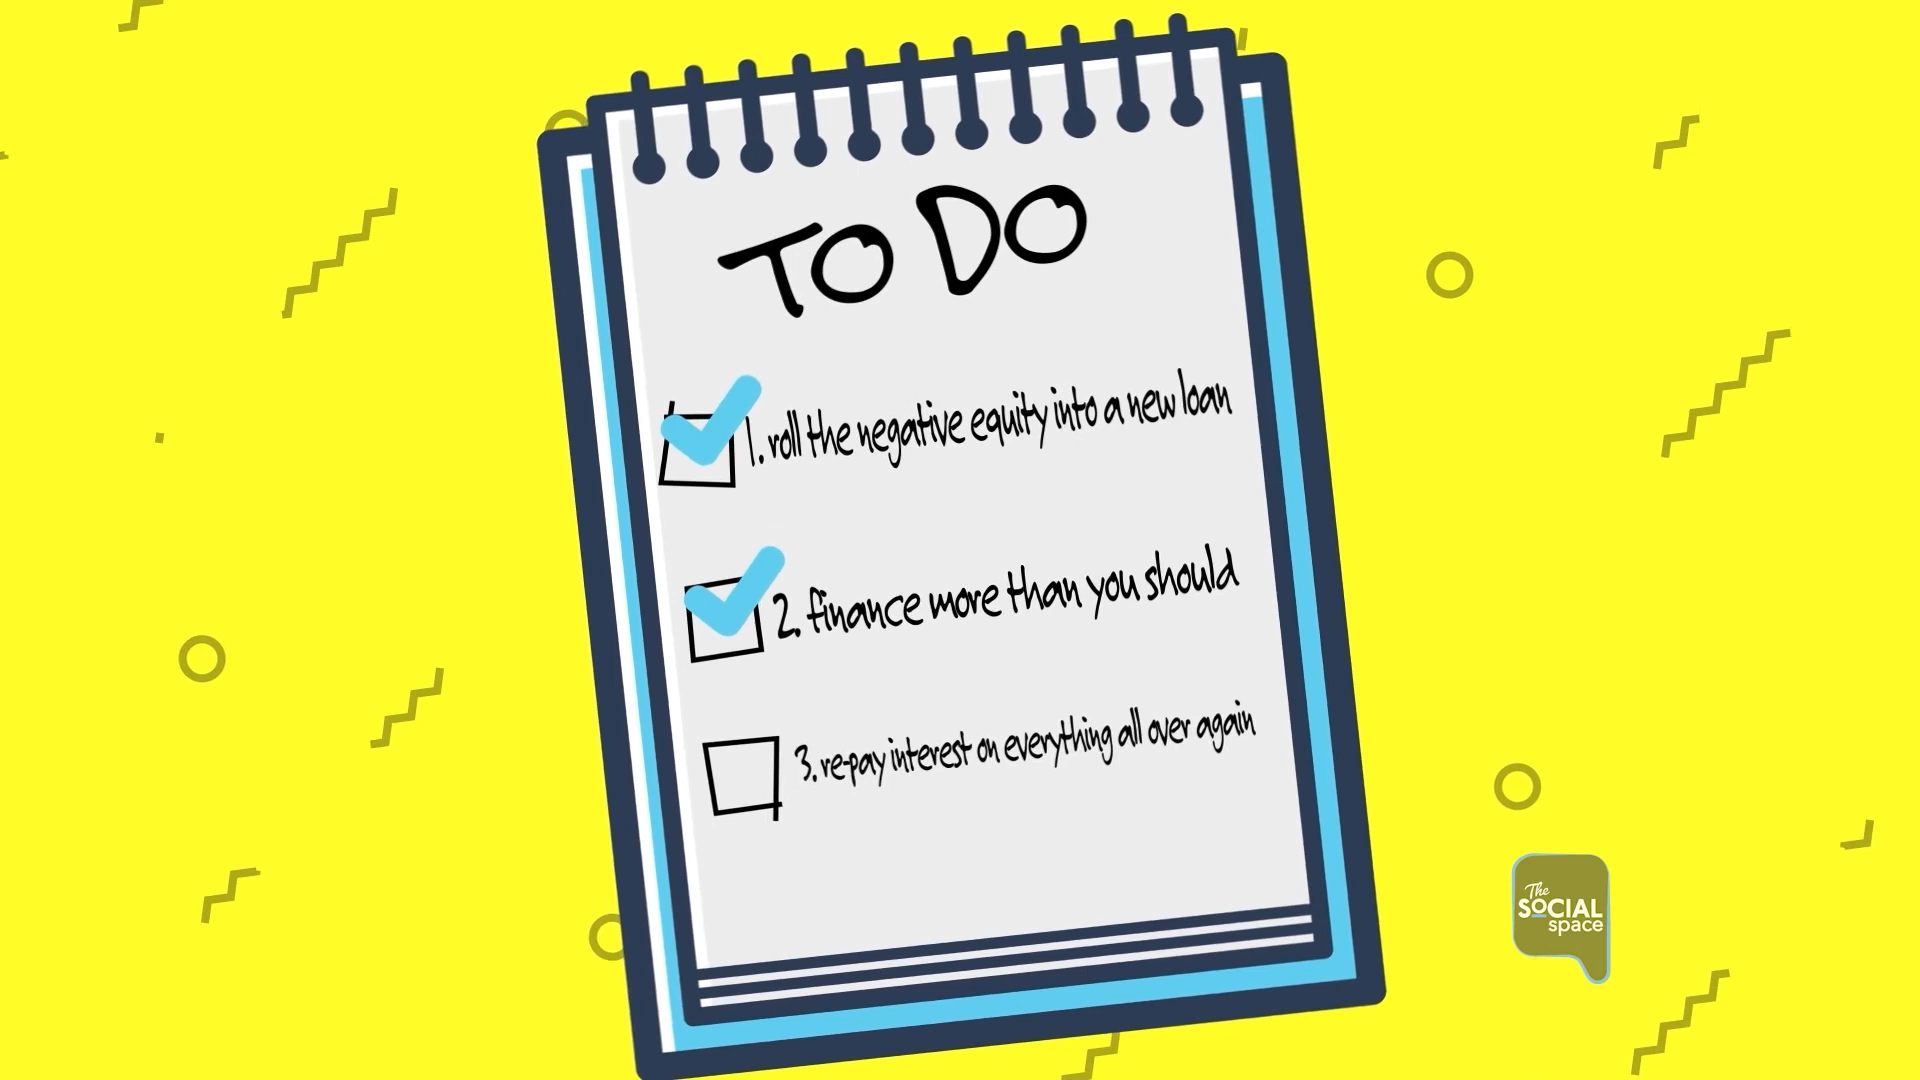 TO DO
1. roll the negative equity into a new loan
2. finance more than you should
3. re-pay interest on everything all over again
The
SOCIAL
space